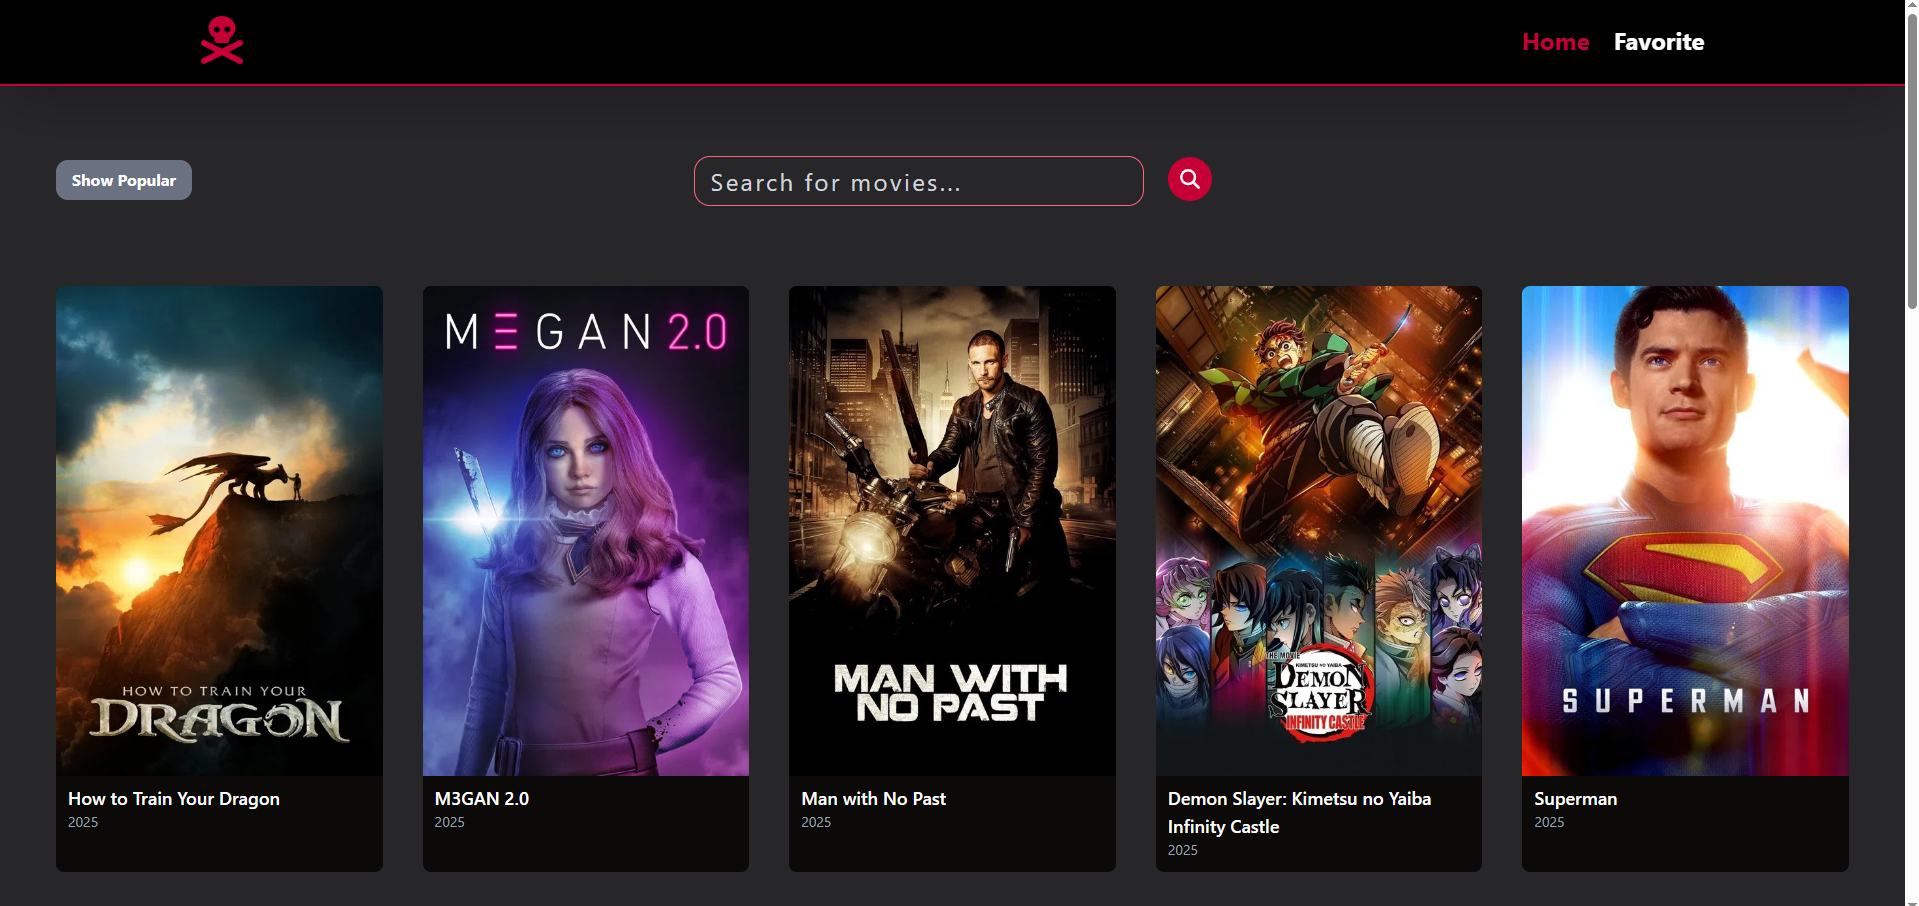 Home Favorite
Show Popular
Search for movies...
HOW TO TRAIN YOUR
DRAGON
M3GAN 2.0
MAN WITH
NO PAST
THE MOVIE
KIMETSU NO YAIBA
DEMON
SLAYER
INFINITY CASTLE
SUPERMAN
How to Train Your Dragon
2025
M3GAN 2.0
2025
Man with No Past
2025
Demon Slayer: Kimetsu no Yaiba
Infinity Castle
2025
Superman
2025